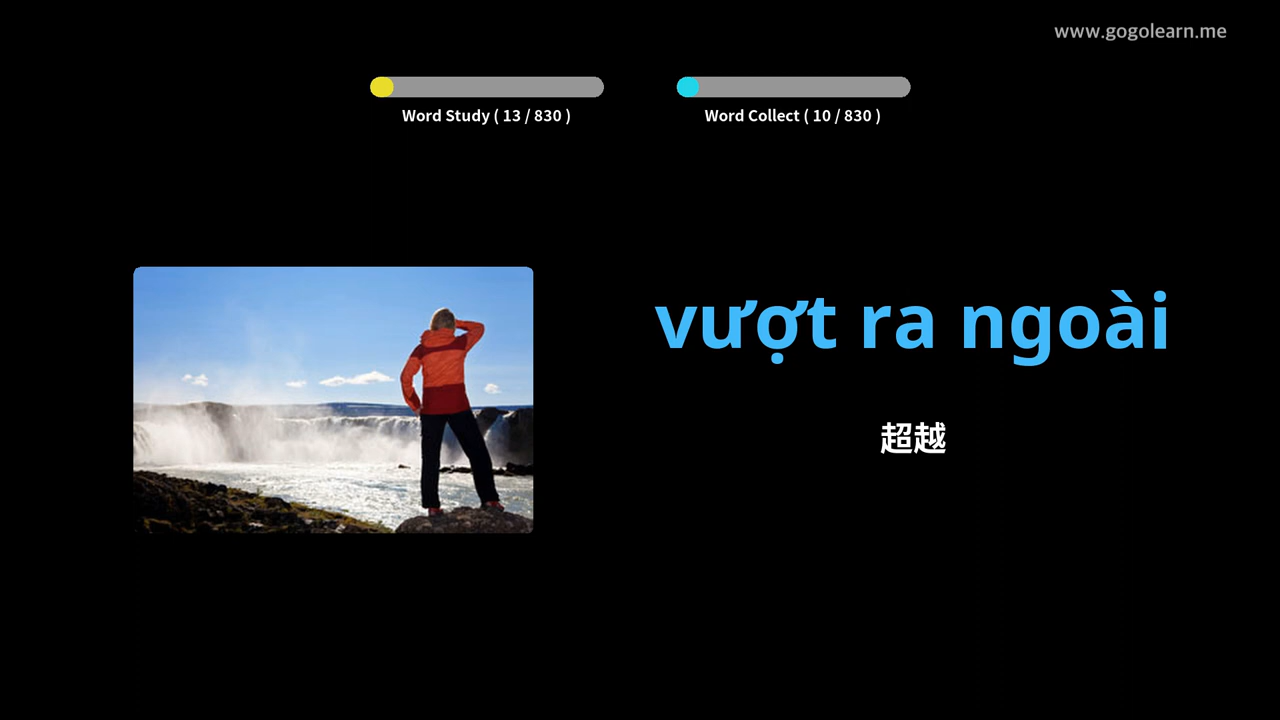 www.gogolearn.me
Word Study ( 13 / 830 )
Word Collect ( 10 / 830 )
vượt ra ngoài
超越